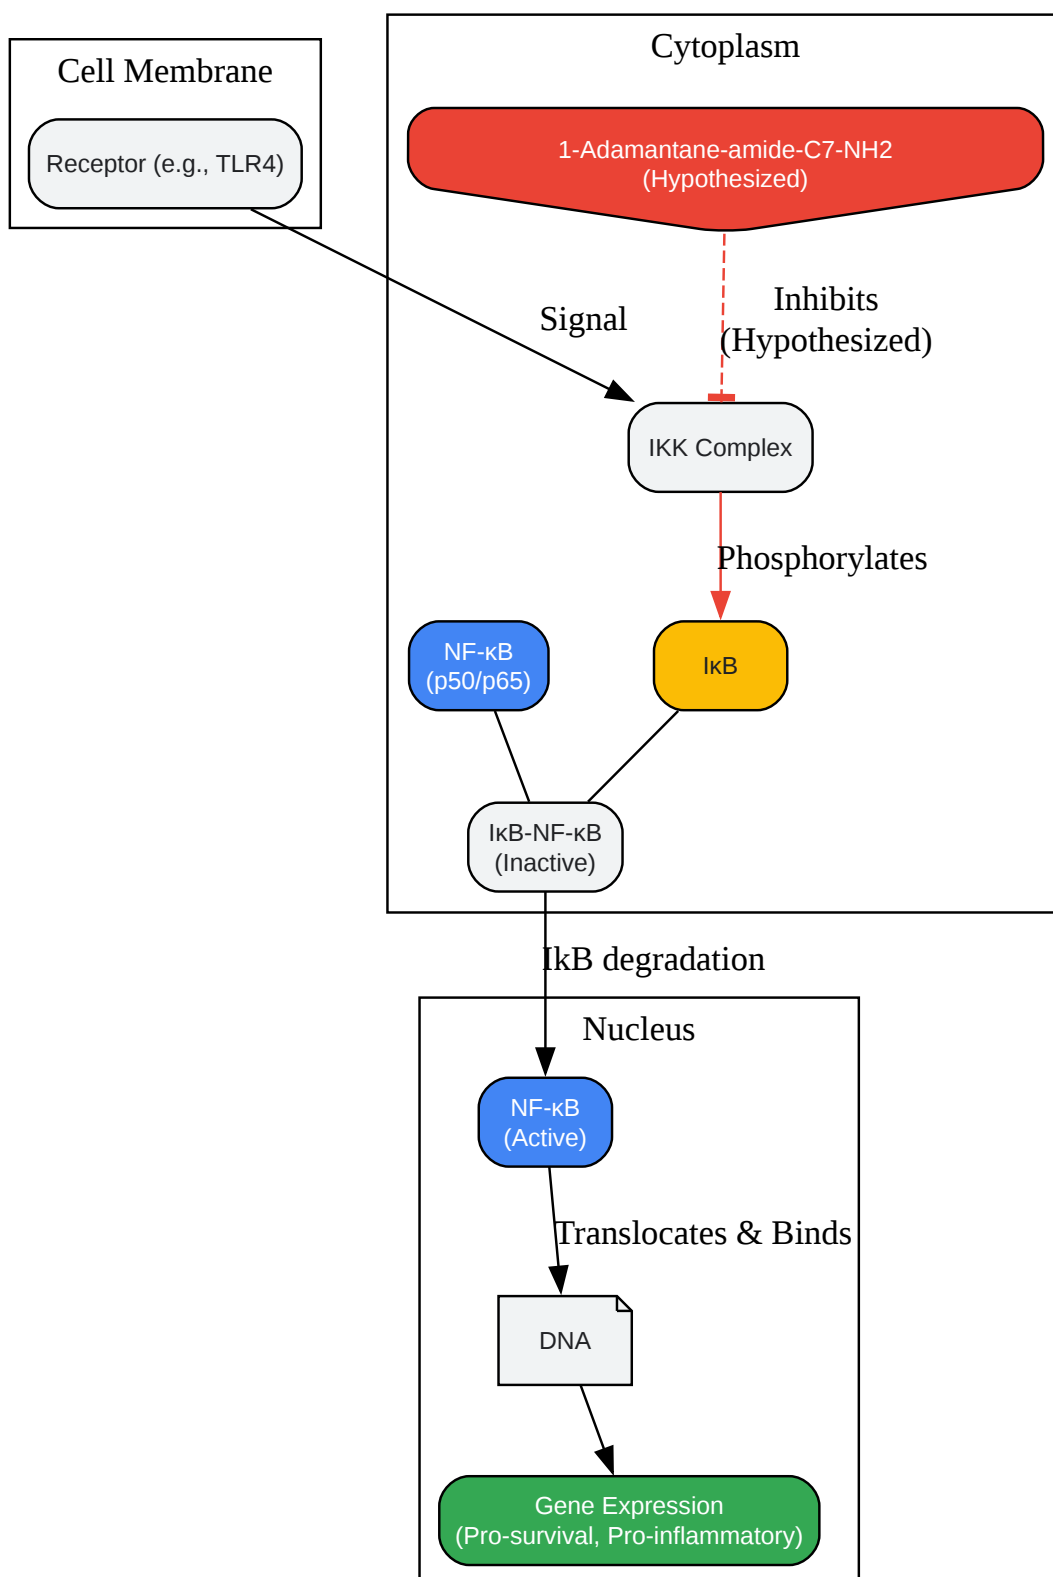 Cell Membrane
Receptor (e.g., TLR4)
Cytoplasm
1-Adamantane-amide-C7-NH2
(Hypothesized)
Signal
Inhibits
(Hypothesized)
IKK Complex
Phosphorylates
NF-κB
(p50/p65)
IκB
IκB-NF-κB
(Inactive)
IkB degradation
Nucleus
NF-κB
(Active)
Translocates & Binds
DNA
Gene Expression
(Pro-survival, Pro-inflammatory)